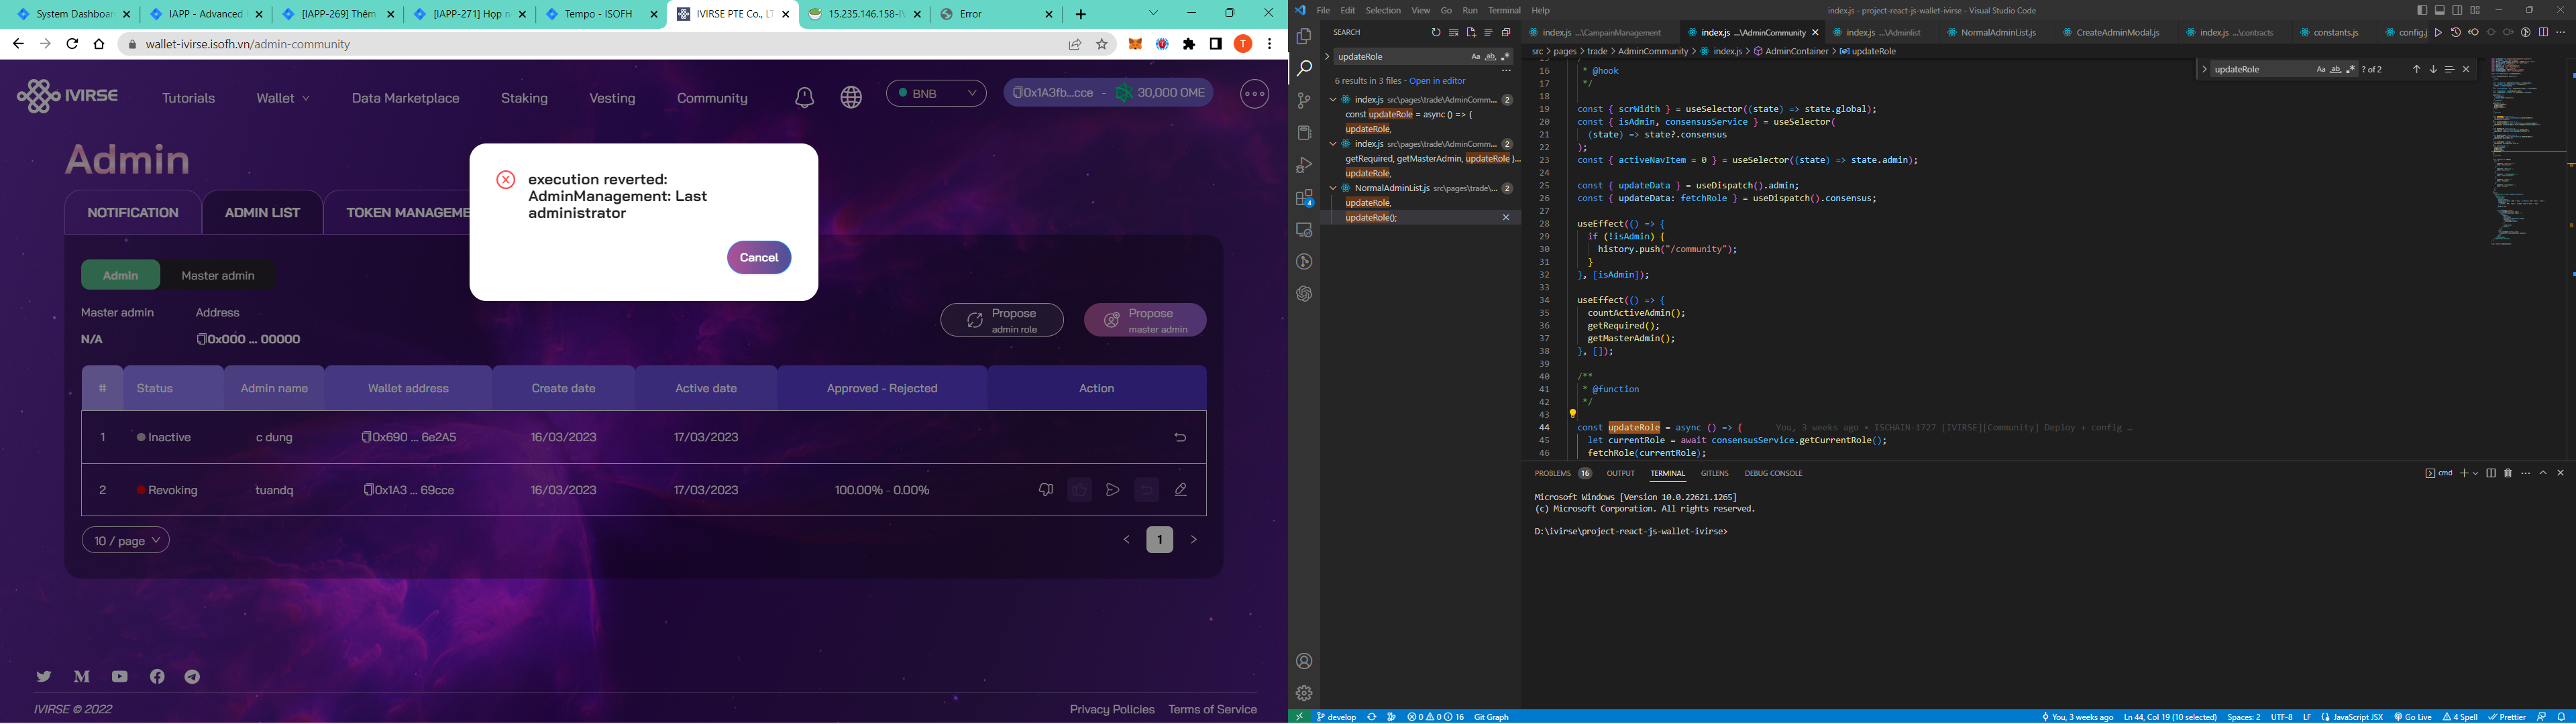 System Dashboar
IAPP - Advanced
[IAPP-269] Thêm
[IAPP-271] Họp n
Tempo - ISOFH
IVIRSE PTE Co., LT
15.235.146.158-IV
Error
wallet-ivirse.isofh.vn/admin-community
T
IVIRSE
Tutorials
Wallet
Data Marketplace
Staking
Vesting
Community
BNB
0x1A3fb...cce - 30,000 OME
Admin
NOTIFICATION
ADMIN LIST
TOKEN MANAGEME
execution reverted:
AdminManagement: Last
administrator
Cancel
Admin
Master admin
Master admin
Address
N/A
0x000 ... 00000
Propose
admin role
Propose
master admin
# Status Admin name Wallet address Create date Active date Approved - Rejected Action
1 Inactive c dung 0x690 ... 6e2A5 16/03/2023 17/03/2023
2 Revoking tuandq 0x1A3 ... 69cce 16/03/2023 17/03/2023 100.00% - 0.00%
10 / page
1
IVIRSE © 2022
Privacy Policies
Terms of Service
File Edit Selection View Go Run Terminal Help
index.js - project-react-js-wallet-ivirse - Visual Studio Code
SEARCH
updateRole
6 results in 3 files - Open in editor
index.js src\pages\trade\AdminComm... 2
const updateRole = async () => {
updateRole,
index.js src\pages\trade\AdminComm... 2
getRequired, getMasterAdmin, updateRole }...
updateRole,
NormalAdminList.js src\pages\trade\... 2
updateRole,
updateRole();
4
index.js ...\CampainManagement
index.js ...\AdminCommunity
index.js ...\Adminlist
NormalAdminList.js
CreateAdminModal.js
index.js ...\contracts
constants.js
config.j
src > pages > trade > AdminCommunity > index.js > AdminContainer > updateRole
updateRole
? of 2
15 /**
16 * @hook
17 */
18
19 const { scrWidth } = useSelector((state) => state.global);
20 const { isAdmin, consensusService } = useSelector(
21 (state) => state?.consensus
22 );
23 const { activeNavItem = 0 } = useSelector((state) => state.admin);
24
25 const { updateData } = useDispatch().admin;
26 const { updateData: fetchRole } = useDispatch().consensus;
27
28 useEffect(() => {
29 if (!isAdmin) {
30 history.push("/community");
31 }
32 }, [isAdmin]);
33
34 useEffect(() => {
35 countActiveAdmin();
36 getRequired();
37 getMasterAdmin();
38 }, []);
39
40 /**
41 * @function
42 */
43
44 const updateRole = async () => { You, 3 weeks ago • ISCHAIN-1727 [IVIRSE][Community] Deploy + config …
45 let currentRole = await consensusService.getCurrentRole();
46 fetchRole(currentRole);
PROBLEMS 16 OUTPUT TERMINAL GITLENS DEBUG CONSOLE
cmd
Microsoft Windows [Version 10.0.22621.1265]
(c) Microsoft Corporation. All rights reserved.
D:\ivirse\project-react-js-wallet-ivirse>
develop
0 0 16
Git Graph
You, 3 weeks ago
Ln 44, Col 19 (10 selected)
Spaces: 2
UTF-8
LF
JavaScript JSX
Go Live
4 Spell
Prettier